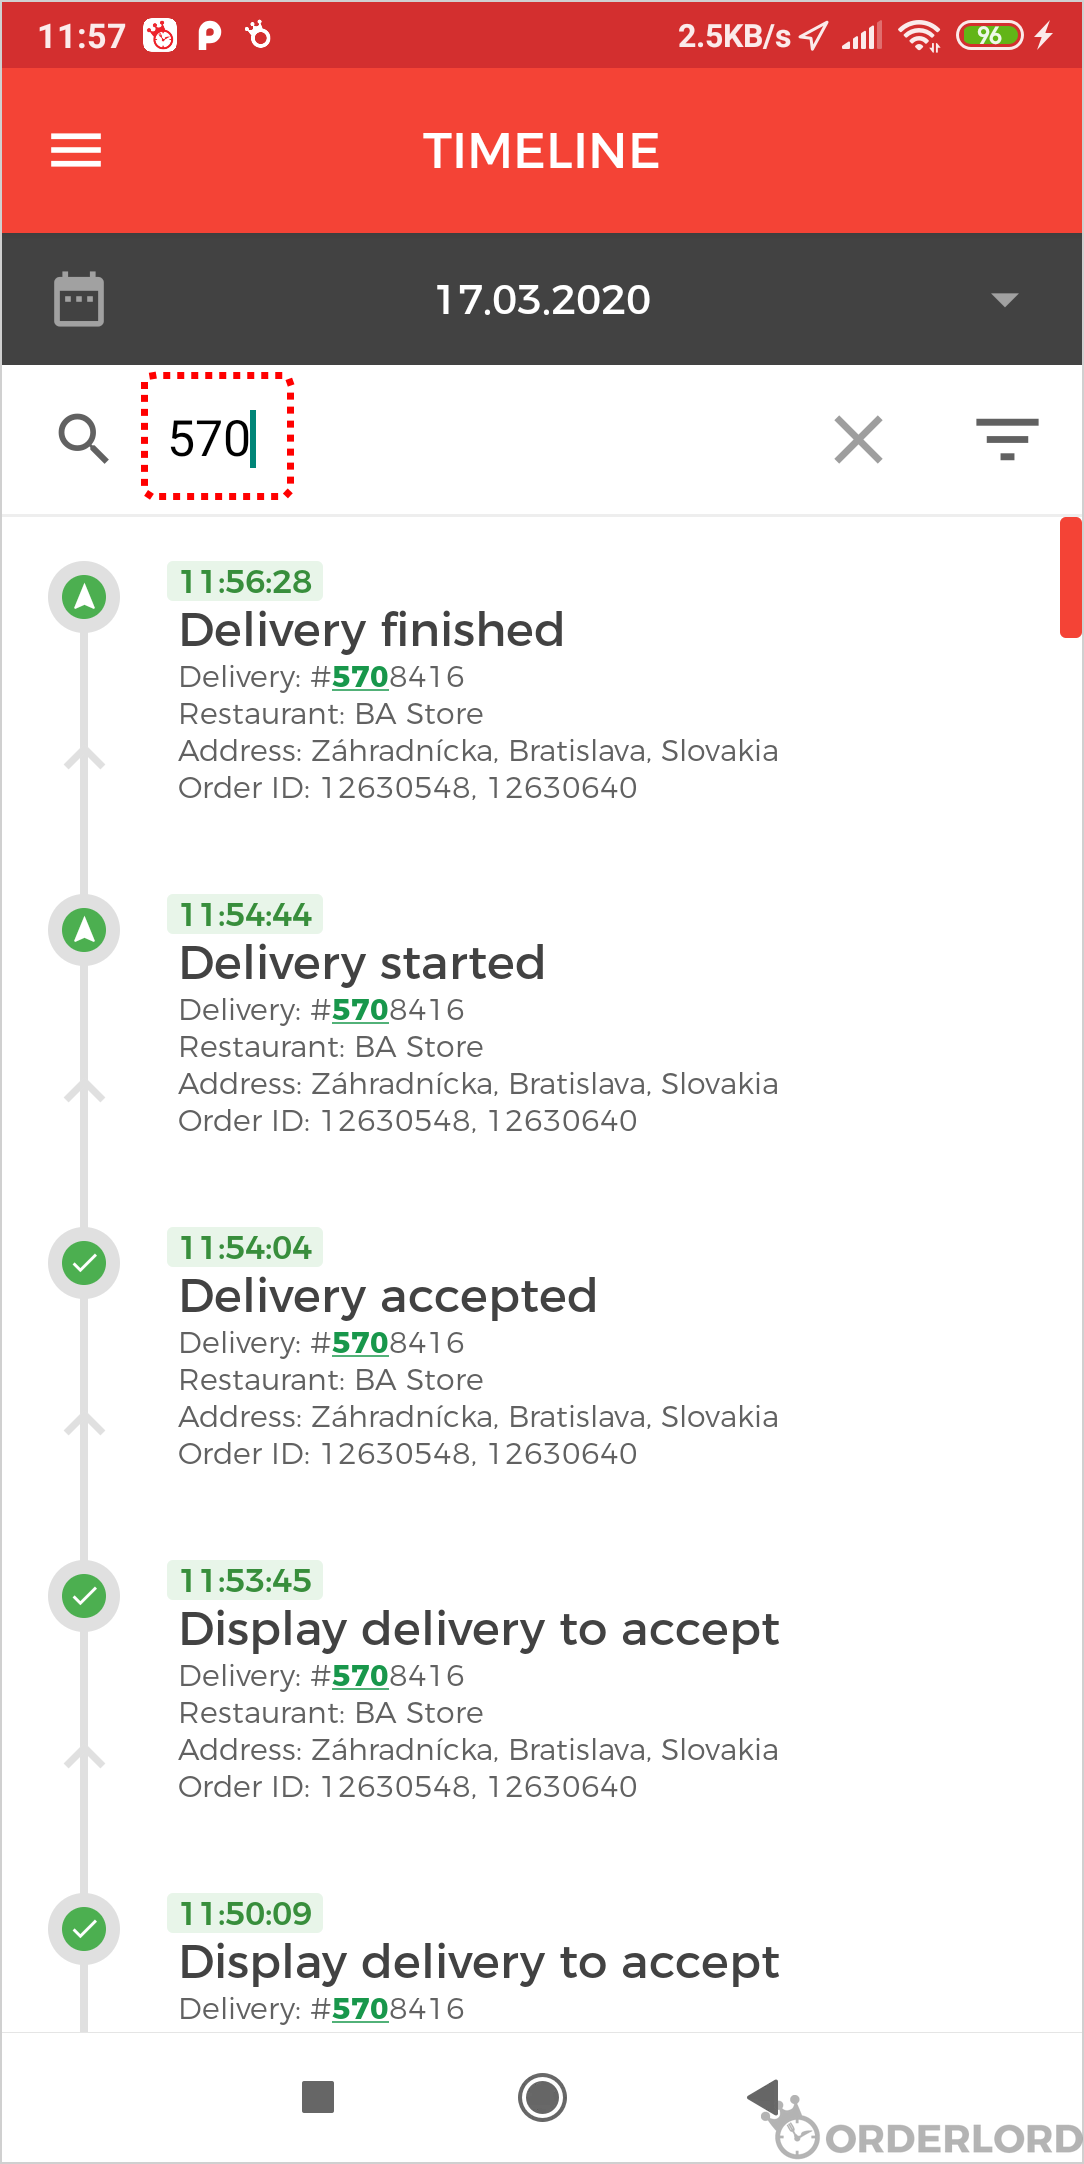 11:57 2.5KB/s 96
TIMELINE
17.03.2020
570
11:56:28
Delivery finished
Delivery: #5708416
Restaurant: BA Store
Address: Záhradnícka, Bratislava, Slovakia
Order ID: 12630548, 12630640
11:54:44
Delivery started
Delivery: #5708416
Restaurant: BA Store
Address: Záhradnícka, Bratislava, Slovakia
Order ID: 12630548, 12630640
11:54:04
Delivery accepted
Delivery: #5708416
Restaurant: BA Store
Address: Záhradnícka, Bratislava, Slovakia
Order ID: 12630548, 12630640
11:53:45
Display delivery to accept
Delivery: #5708416
Restaurant: BA Store
Address: Záhradnícka, Bratislava, Slovakia
Order ID: 12630548, 12630640
11:50:09
Display delivery to accept
Delivery: #5708416
ORDERLORD